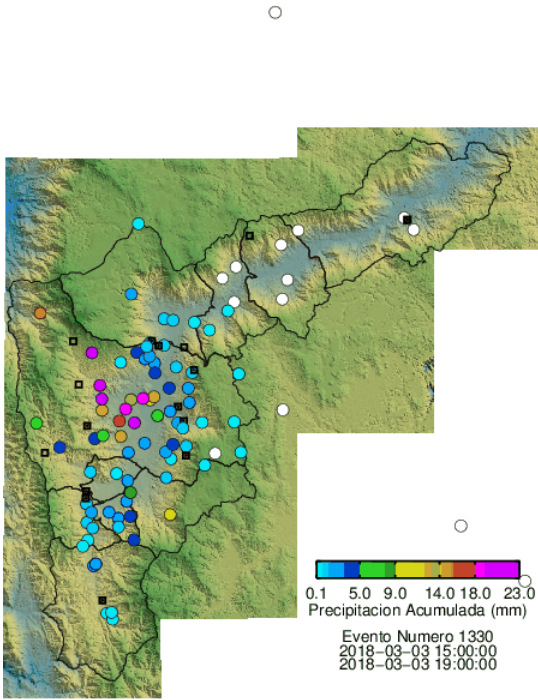 0.1 5.0 9.0 14.0 18.0 23.0
Precipitacion Acumulada (mm)
Evento Numero 1330
2018-03-03 15:00:00
2018-03-03 19:00:00